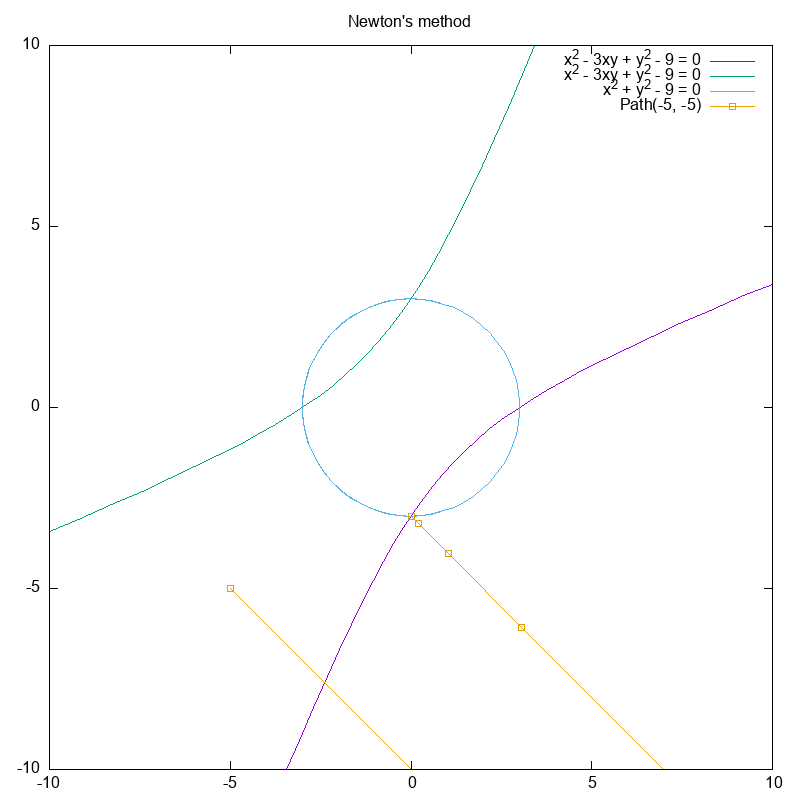 Newton's method
x² - 3xy + y² - 9 = 0
x² - 3xy + y² - 9 = 0
x² + y² - 9 = 0
Path(-5, -5)
10
5
0
-5
-10
-10 -5 0 5 10